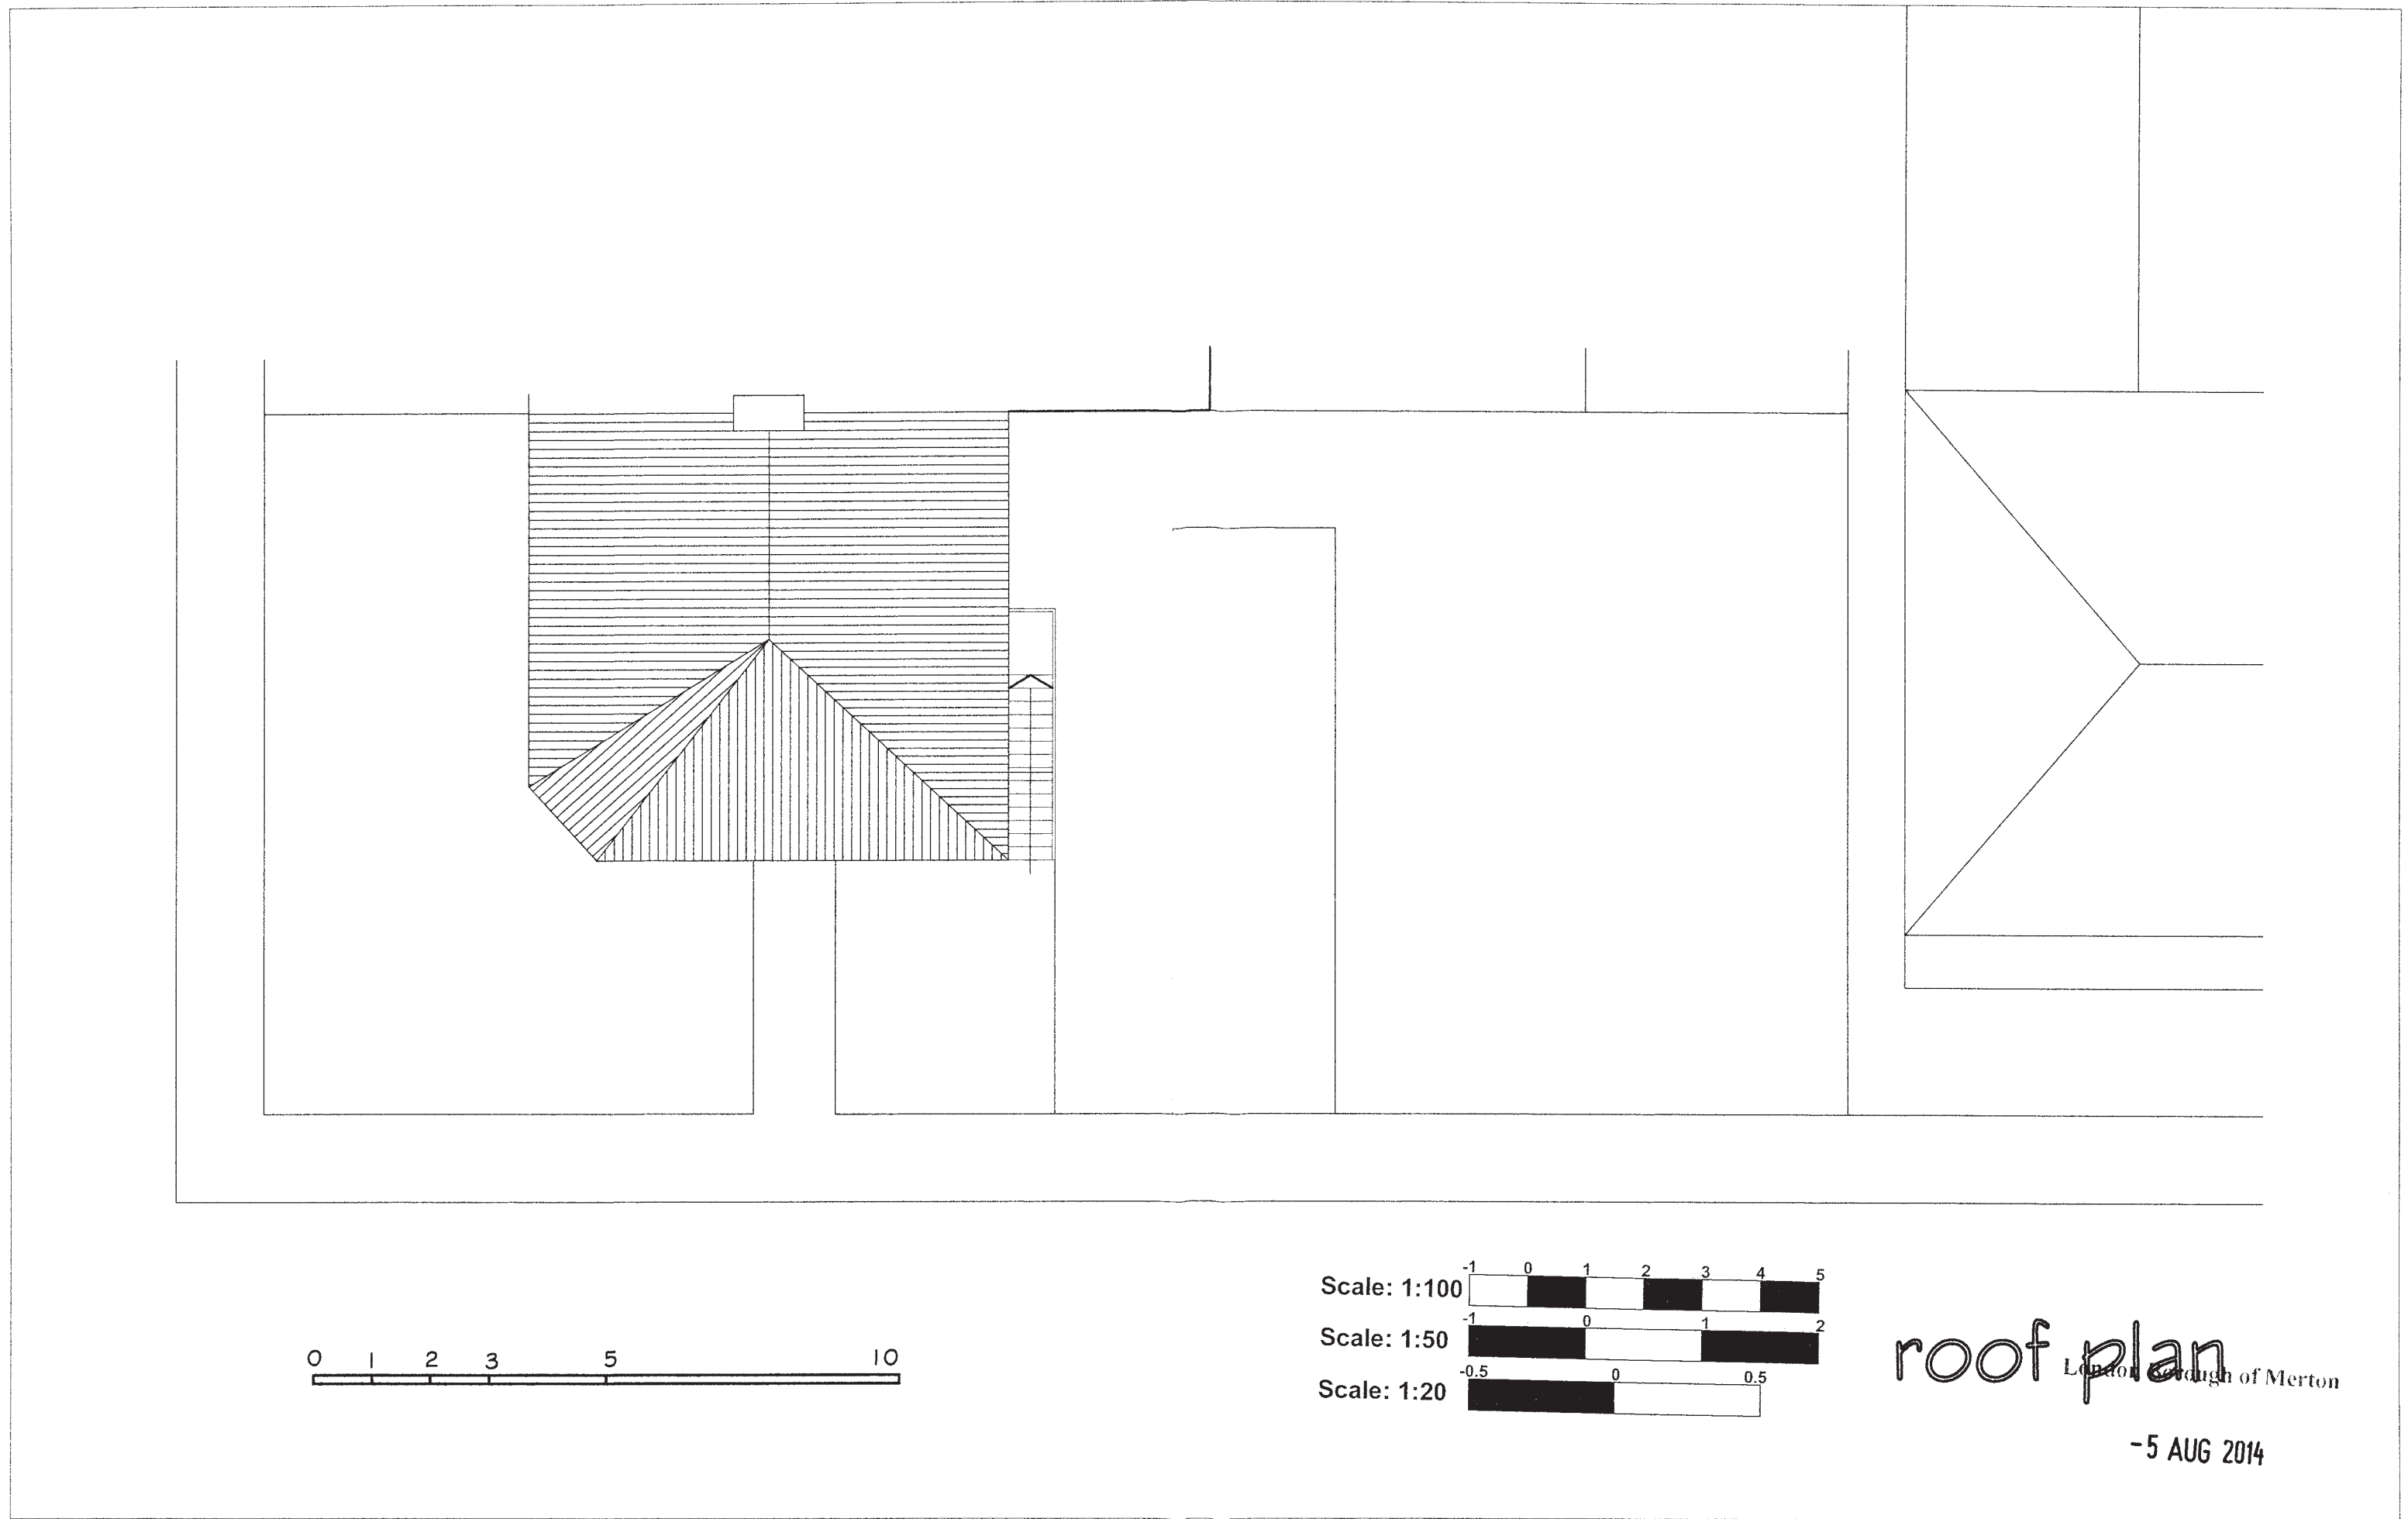 0 1 2 3 5 10
Scale: 1:100
-1 0 1 2 3 4 5
Scale: 1:50
-1 0 1 2
Scale: 1:20
-0.5 0 0.5
roof plan
London Borough of Merton
-5 AUG 2014